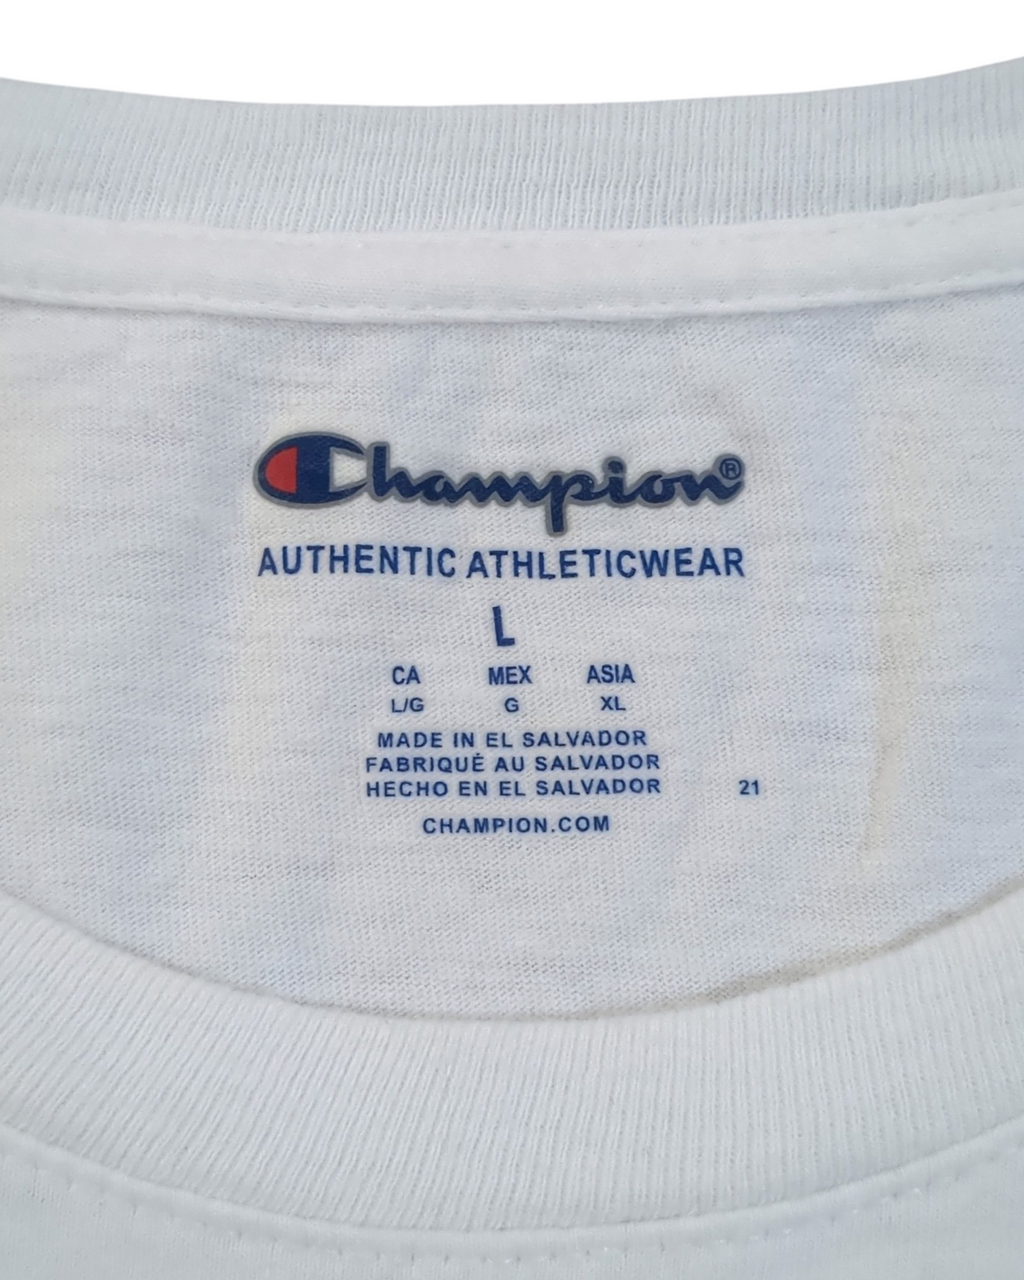 Champion®
AUTHENTIC ATHLETICWEAR
L
CA MEX ASIA
L/G G XL
MADE IN EL SALVADOR
FABRIQUÉ AU SALVADOR
HECHO EN EL SALVADOR 21
CHAMPION.COM